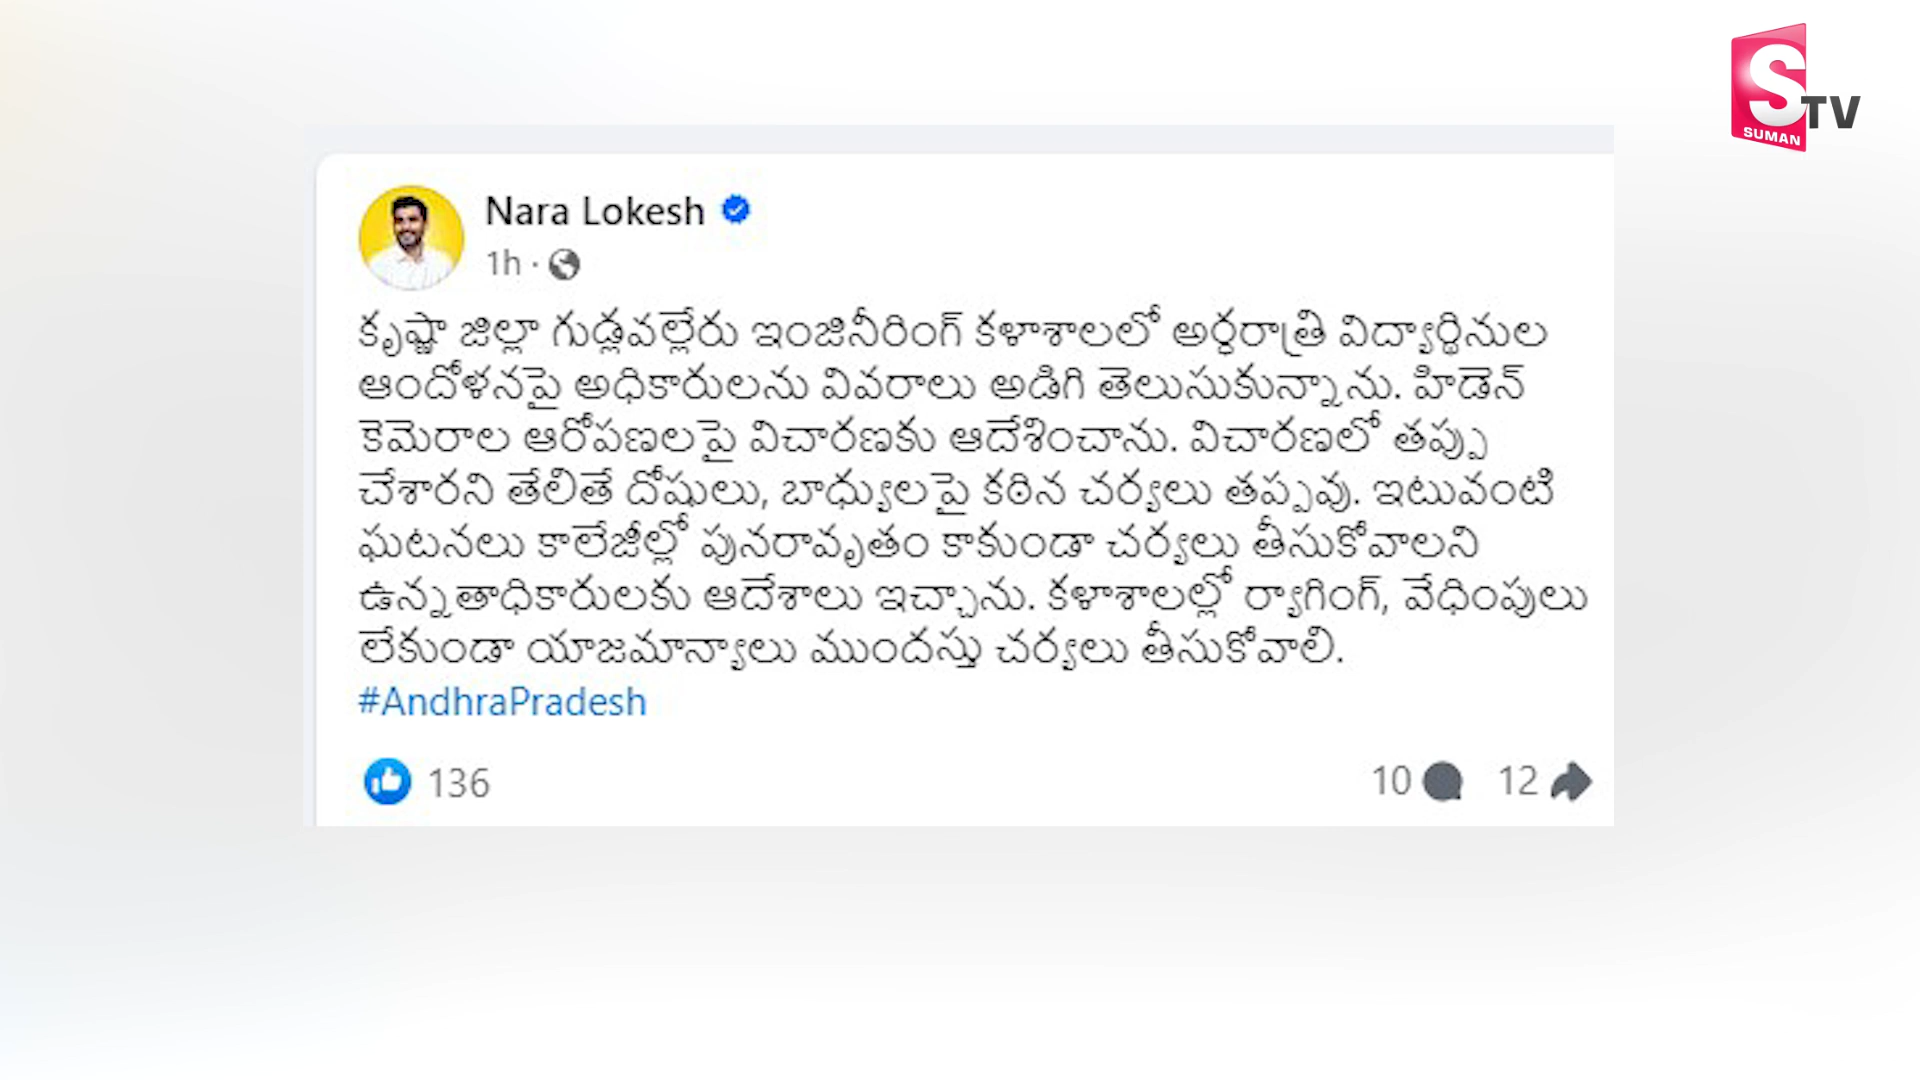 S TV
SUMAN
Nara Lokesh
1h ·
కృష్ణా జిల్లా గుడ్లవల్లేరు ఇంజినీరింగ్ కళాశాలలో అర్ధరాత్రి విద్యార్థినుల
ఆందోళనపై అధికారులను వివరాలు అడిగి తెలుసుకున్నాను. హిడెన్
కెమెరాల ఆరోపణలపై విచారణకు ఆదేశించాను. విచారణలో తప్పు
చేశారని తేలితే దోషులు, బాధ్యులపై కఠిన చర్యలు తప్పవు. ఇటువంటి
ఘటనలు కాలేజీల్లో పునరావృతం కాకుండా చర్యలు తీసుకోవాలని
ఉన్నతాధికారులకు ఆదేశాలు ఇచ్చాను. కళాశాలల్లో ర్యాగింగ్, వేధింపులు
లేకుండా యాజమాన్యాలు ముందస్తు చర్యలు తీసుకోవాలి.
#AndhraPradesh
136 10 12